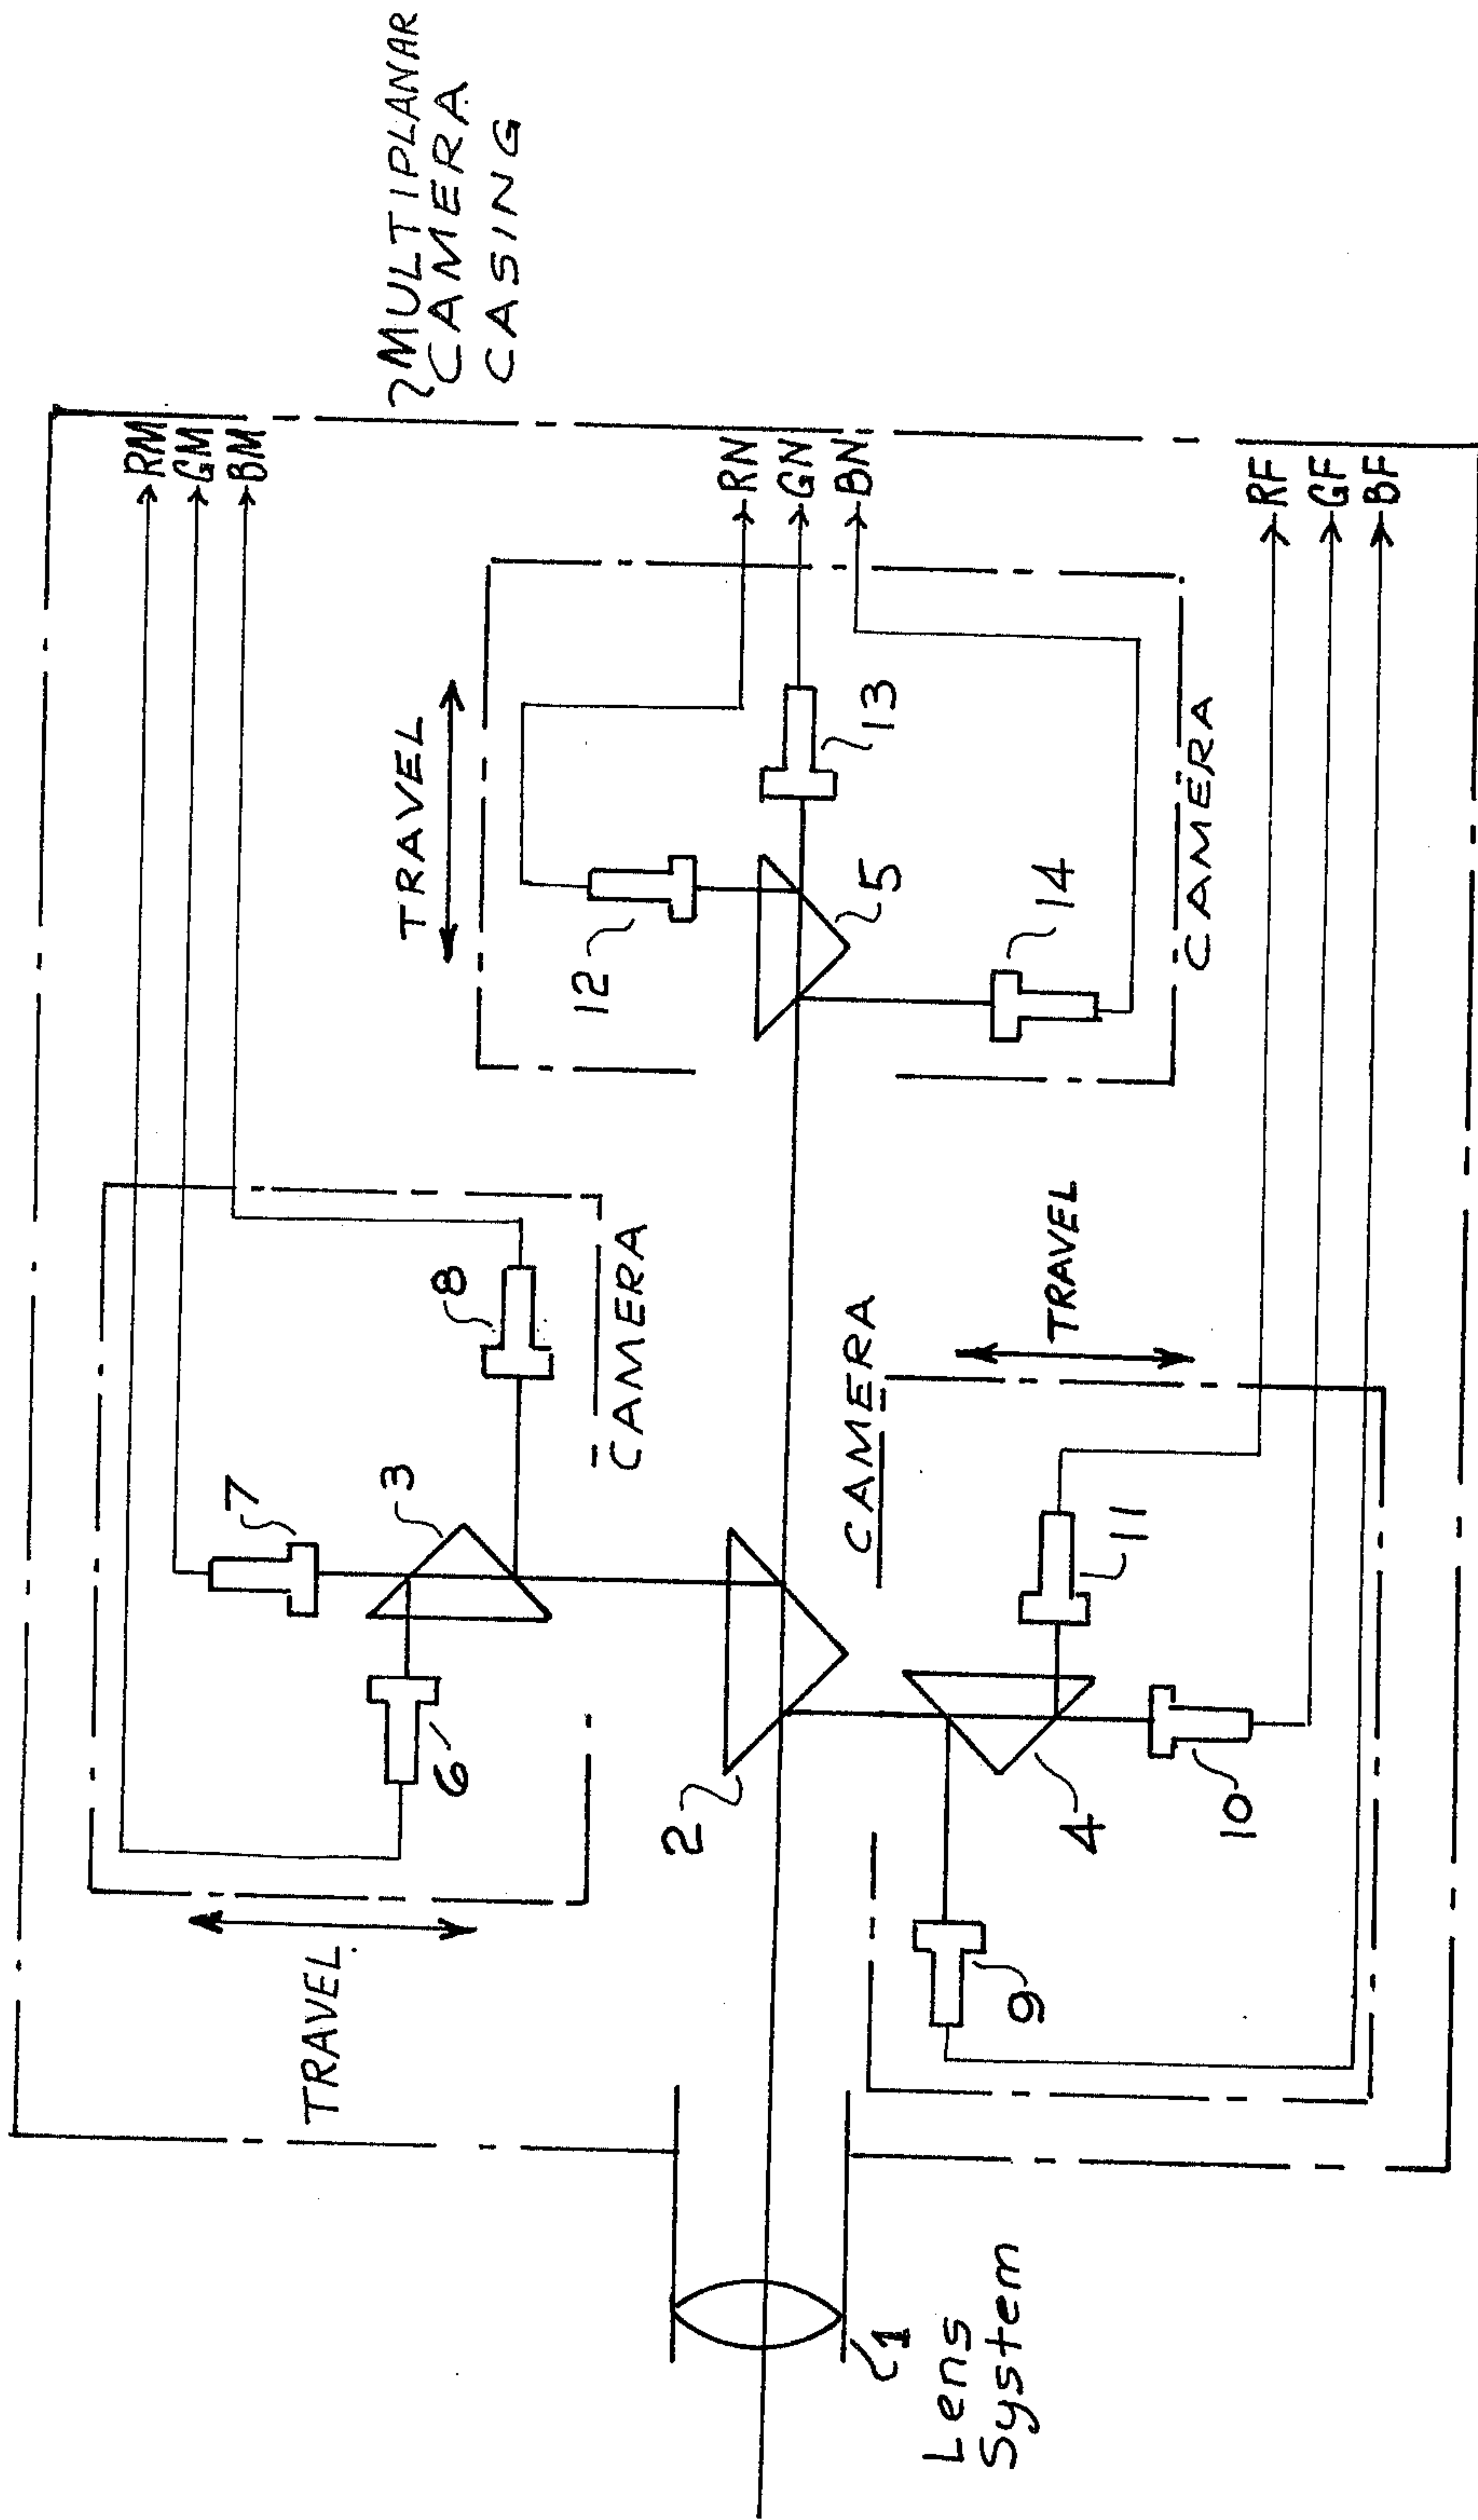 MULTIPLANAR
CAMERA
CASING
RM
GM
BM
TRAVEL
7
8
3
6
CAMERA
TRAVEL
RN
GN
BN
12
13
5
14
CAMERA
2
CAMERA
TRAVEL
11
4
10
9
RF
GF
BF
1
Lens
System